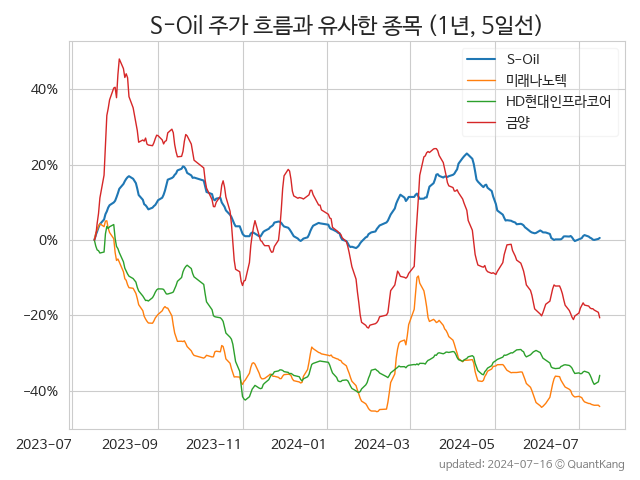 S-Oil 주가 흐름과 유사한 종목 (1년, 5일선)
S-Oil
미래나노텍
HD현대인프라코어
금양
40%
20%
0%
−20%
−40%
2023-07 2023-09 2023-11 2024-01 2024-03 2024-05 2024-07
updated: 2024-07-16 © QuantKang